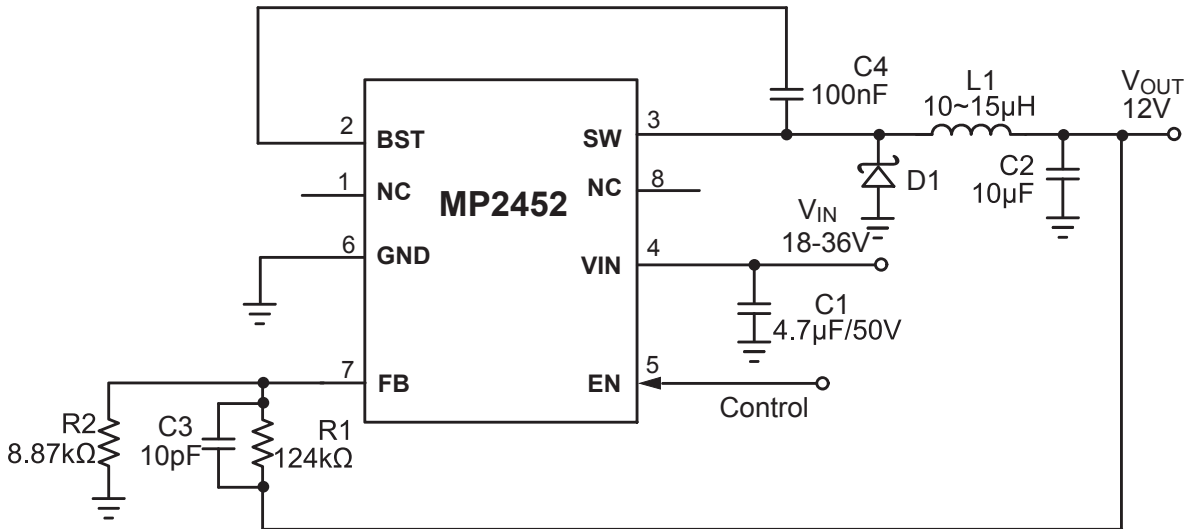 C4
100nF
L1
10~15µH
VOUT
12V
2
BST
SW
3
1
NC
MP2452
NC
8
D1
C2
10µF
6
GND
VIN
4
VIN
18-36V
C1
4.7µF/50V
7
FB
EN
5
Control
R2
8.87kΩ
C3
10pF
R1
124kΩ